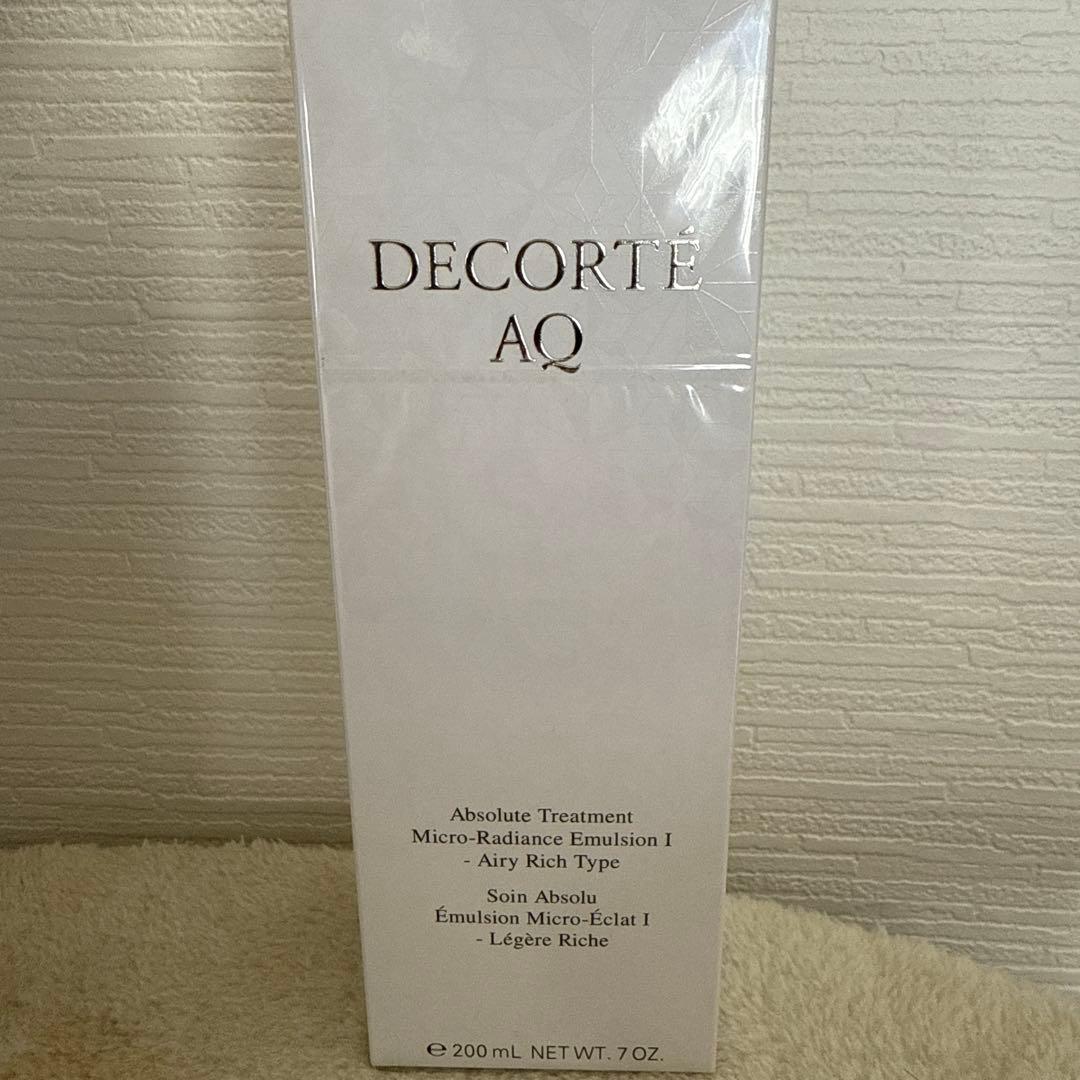 DECORTÉ
AQ
Absolute Treatment
Micro-Radiance Emulsion I
- Airy Rich Type
Soin Absolu
Émulsion Micro-Éclat I
- Légère Riche
℮ 200 mL NET WT. 7 OZ.